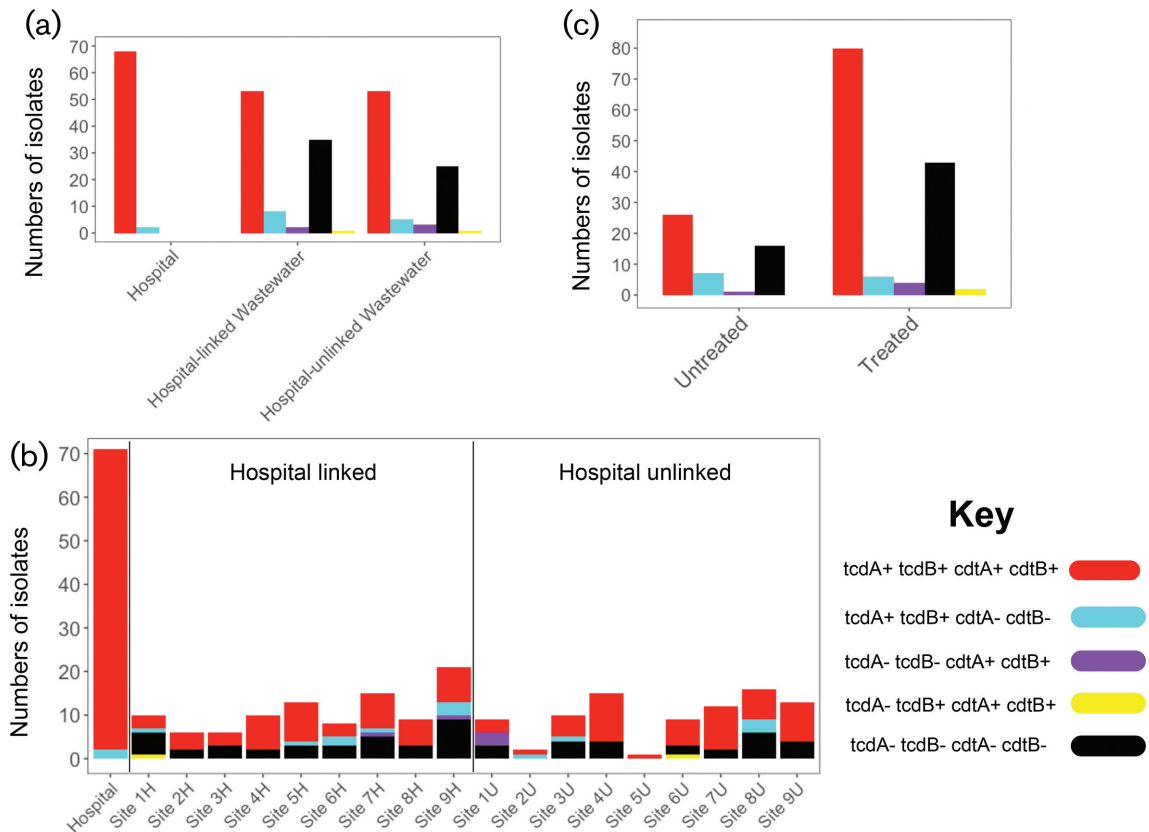 (a)
Numbers of isolates
70
60
50
40
30
20
10
0
Hospital
Hospital-linked Wastewater
Hospital-unlinked Wastewater
(c)
Numbers of isolates
80
70
60
50
40
30
20
10
0
Untreated
Treated
(b)
Numbers of isolates
70
60
50
40
30
20
10
0
Hospital linked
Hospital unlinked
Hospital
Site 1H
Site 2H
Site 3H
Site 4H
Site 5H
Site 6H
Site 7H
Site 8H
Site 9H
Site 1U
Site 2U
Site 3U
Site 4U
Site 5U
Site 6U
Site 7U
Site 8U
Site 9U
Key
tcdA+ tcdB+ cdtA+ cdtB+
tcdA+ tcdB+ cdtA- cdtB-
tcdA- tcdB- cdtA+ cdtB+
tcdA- tcdB+ cdtA+ cdtB+
tcdA- tcdB- cdtA- cdtB-